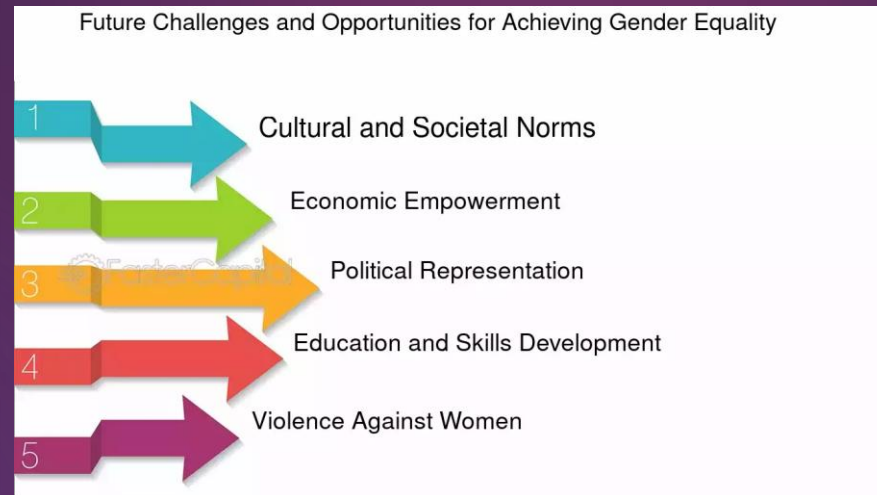 Future Challenges and Opportunities for Achieving Gender Equality
1
Cultural and Societal Norms
2
Economic Empowerment
FasterCapital
3
Political Representation
4
Education and Skills Development
5
Violence Against Women